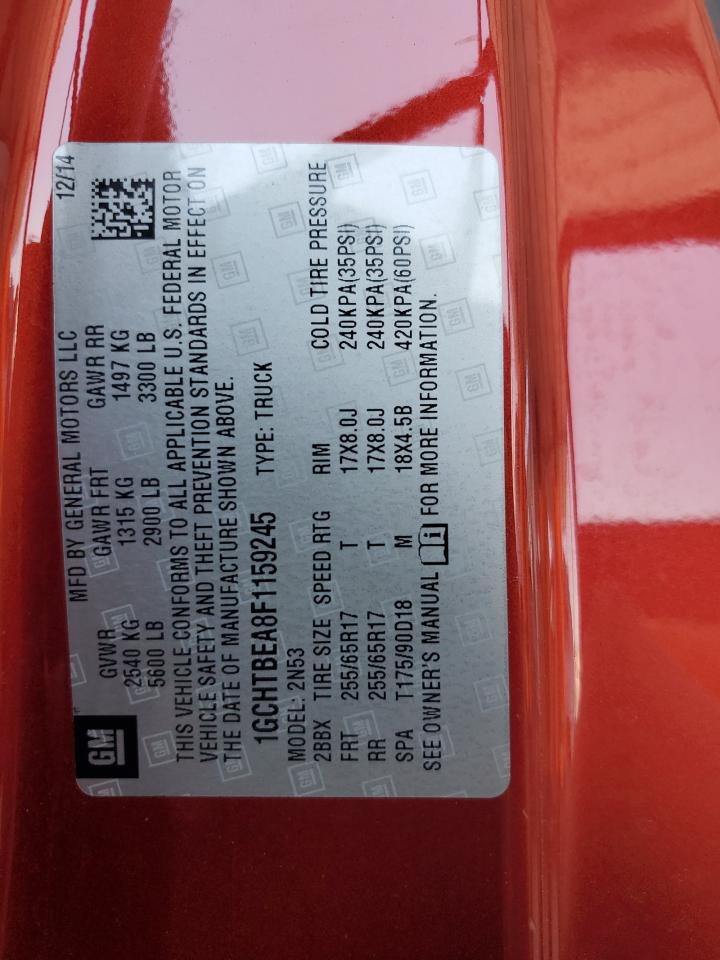 GM
MFD BY GENERAL MOTORS LLC 12/14
GVWR GAWR FRT GAWR RR
2540 KG 1315 KG 1497 KG
5600 LB 2900 LB 3300 LB
THIS VEHICLE CONFORMS TO ALL APPLICABLE U.S. FEDERAL MOTOR
VEHICLE SAFETY AND THEFT PREVENTION STANDARDS IN EFFECT ON
THE DATE OF MANUFACTURE SHOWN ABOVE.
1GCHTBEA8F1159245 TYPE: TRUCK
MODEL: 2N53
2BBX TIRE SIZE SPEED RTG RIM COLD TIRE PRESSURE
FRT 255/65R17 T 17X8.0J 240KPA(35PSI)
RR 255/65R17 T 17X8.0J 240KPA(35PSI)
SPA T175/90D18 M 18X4.5B 420KPA(60PSI)
SEE OWNER'S MANUAL FOR MORE INFORMATION.